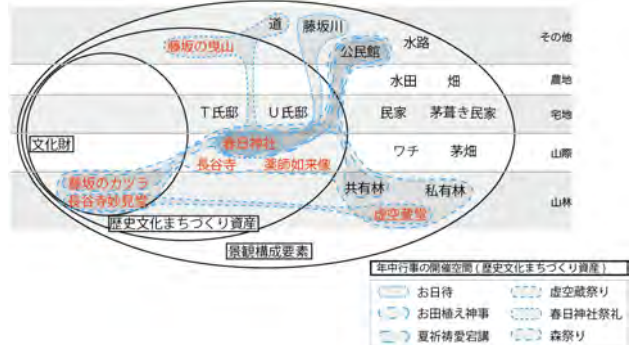 道 藤坂川 その他
藤坂の曳山 公民館 水路
水田 畑 農地
T氏邸 U氏邸 民家 茅葺き民家 宅地
文化財 春日神社
長谷寺 薬師如来像 ワチ 茅畑 山際
藤坂のカツラ 共有林 私有林 山林
長谷寺妙見堂 虚空蔵堂
歴史文化まちづくり資産
景観構成要素
年中行事の開催空間(歴史文化まちづくり資産)
お日待 虚空蔵祭り
お田植え神事 春日神社祭礼
夏祈祷愛宕講 森祭り